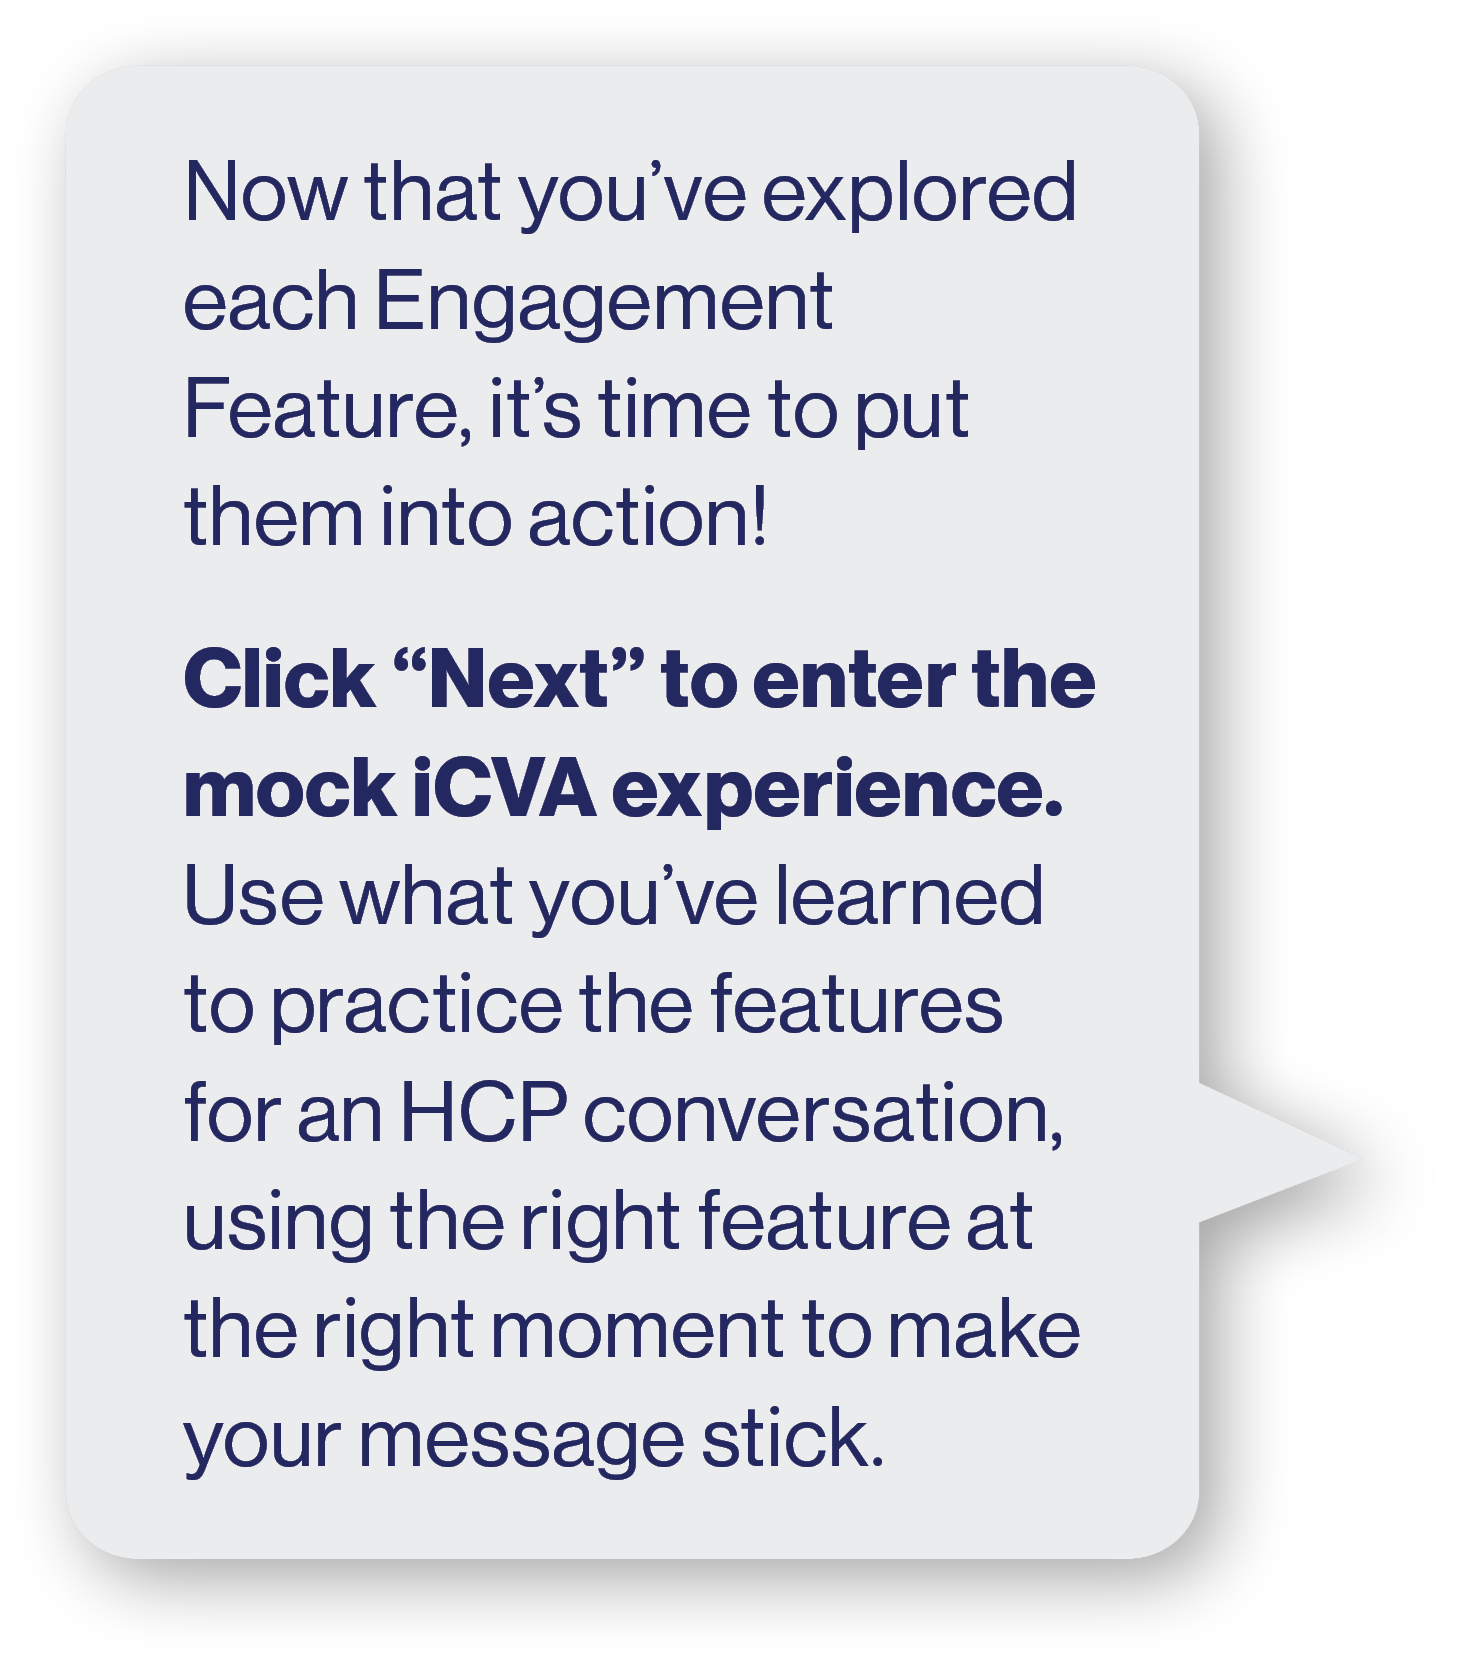 Now that you’ve explored
each Engagement
Feature, it’s time to put
them into action!
Click “Next” to enter the
mock iCVA experience.
Use what you’ve learned
to practice the features
for an HCP conversation,
using the right feature at
the right moment to make
your message stick.